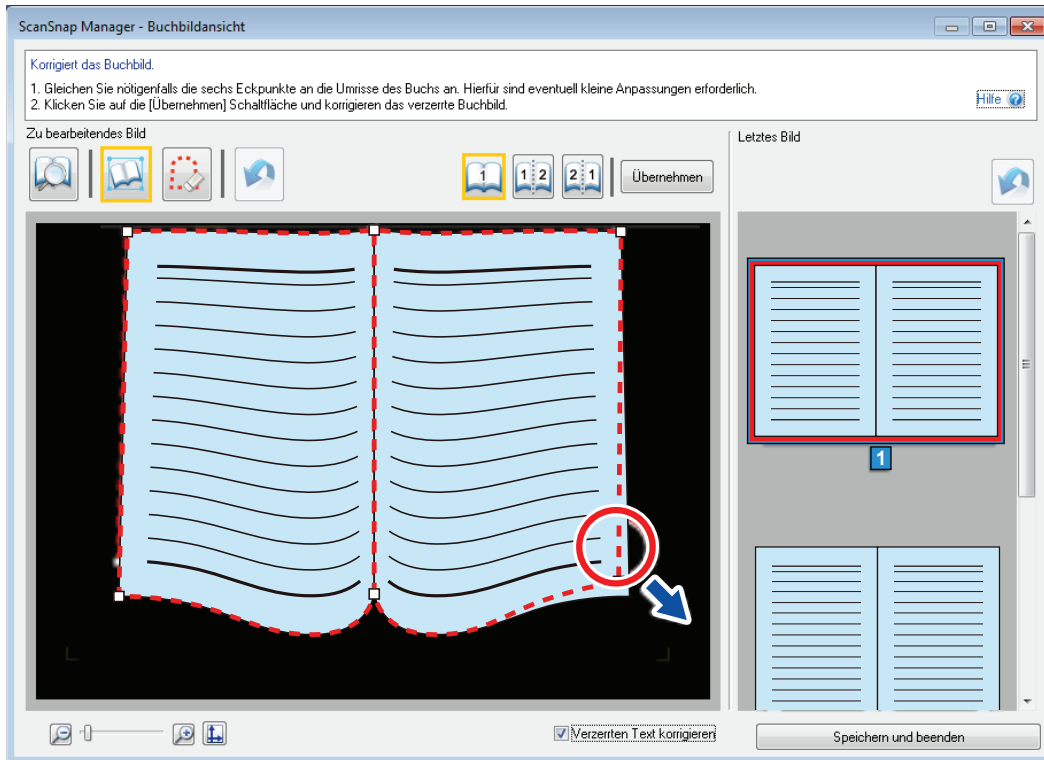 ScanSnap Manager - Buchbildansicht
Korrigiert das Buchbild.
1. Gleichen Sie nötigenfalls die sechs Eckpunkte an die Umrisse des Buchs an. Hierfür sind eventuell kleine Anpassungen erforderlich.
2. Klicken Sie auf die [Übernehmen] Schaltfläche und korrigieren das verzerrte Buchbild.
Hilfe ?
Zu bearbeitendes Bild
Letztes Bild
1
1 2
2 1
Übernehmen
1
Verzerrten Text korrigieren
Speichern und beenden